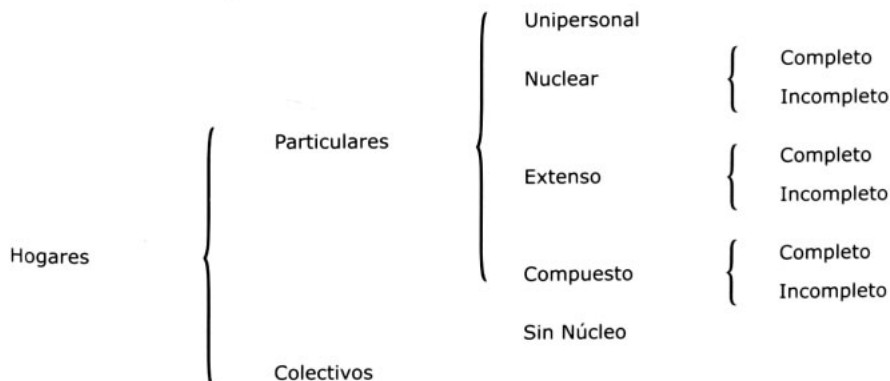 Unipersonal
Completo
Nuclear
Incompleto
Particulares
Completo
Extenso
Incompleto
Hogares
Completo
Compuesto
Incompleto
Sin Núcleo
Colectivos